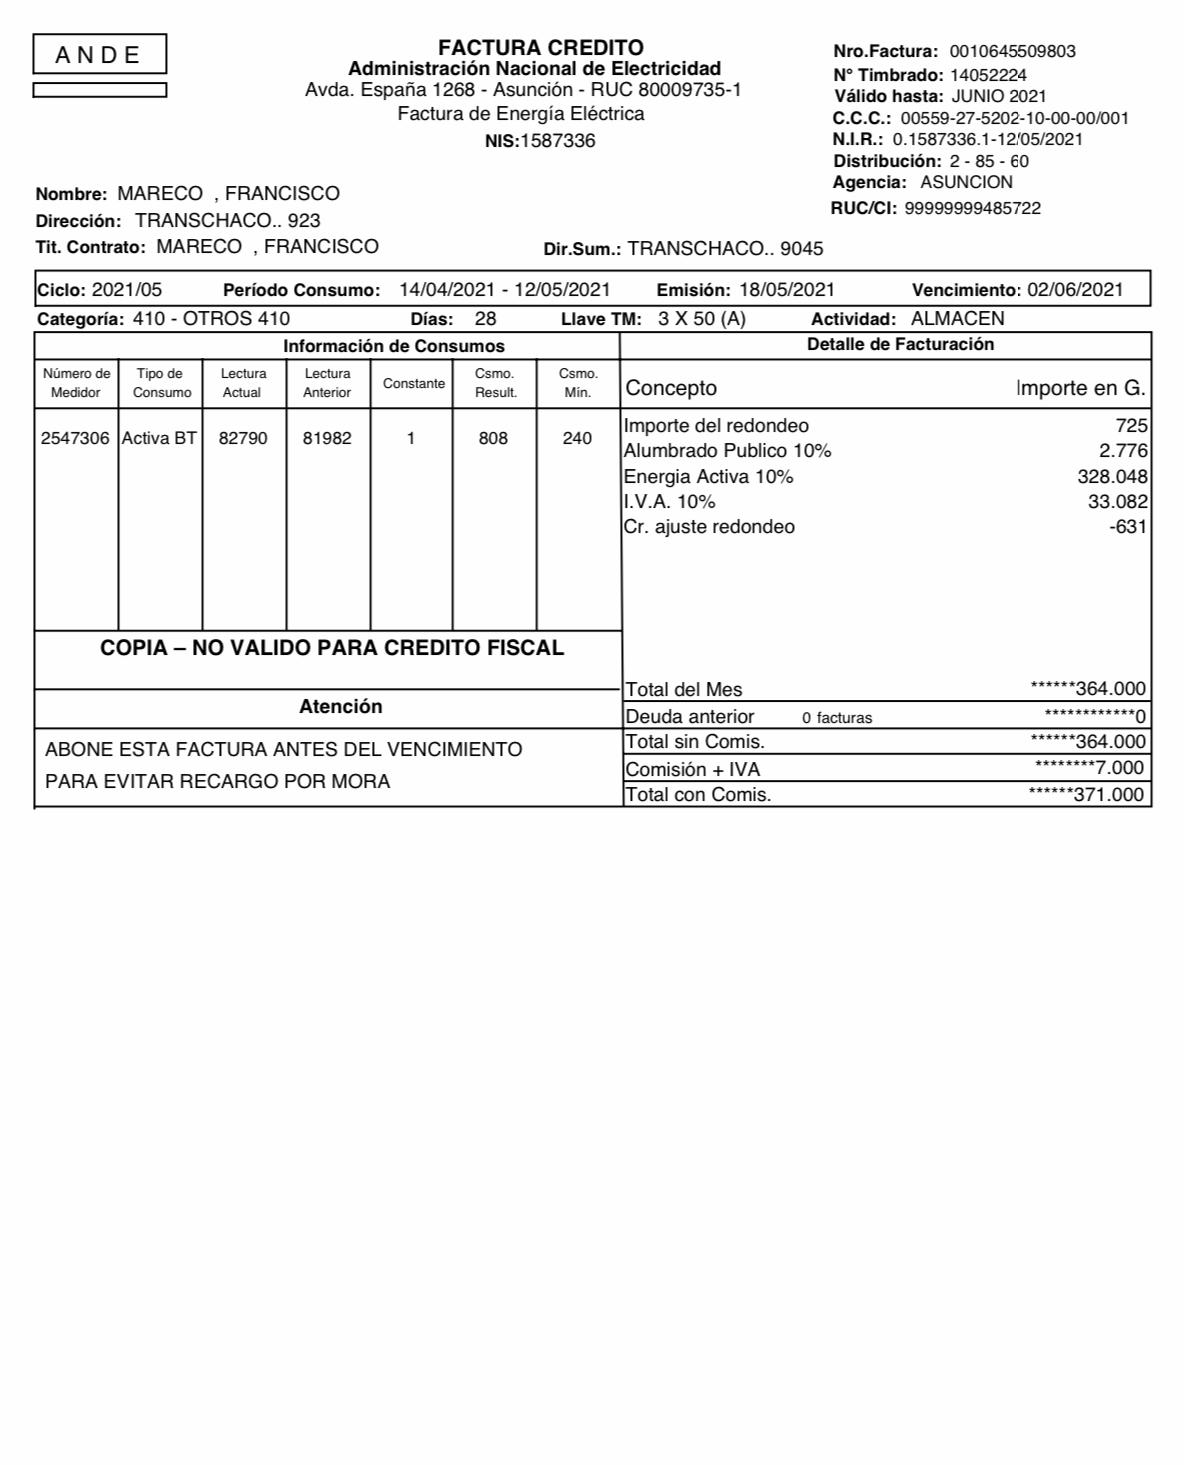 ANDE
FACTURA CREDITO
Administración Nacional de Electricidad
Avda. España 1268 - Asunción - RUC 80009735-1
Factura de Energía Eléctrica
NIS:1587336
Nro.Factura: 0010645509803
N° Timbrado: 14052224
Válido hasta: JUNIO 2021
C.C.C.: 00559-27-5202-10-00-00/001
N.I.R.: 0.1587336.1-12/05/2021
Distribución: 2 - 85 - 60
Agencia: ASUNCION
RUC/CI: 99999999485722
Nombre: MARECO , FRANCISCO
Dirección: TRANSCHACO.. 923
Tit. Contrato: MARECO , FRANCISCO Dir.Sum.: TRANSCHACO.. 9045
Ciclo: 2021/05 Período Consumo: 14/04/2021 - 12/05/2021 Emisión: 18/05/2021 Vencimiento: 02/06/2021
Categoría: 410 - OTROS 410 Días: 28 Llave TM: 3 X 50 (A) Actividad: ALMACEN
Información de Consumos
Número de Medidor Tipo de Consumo Lectura Actual Lectura Anterior Constante Csmo. Result. Csmo. Mín.
2547306 Activa BT 82790 81982 1 808 240
COPIA – NO VALIDO PARA CREDITO FISCAL
Atención
ABONE ESTA FACTURA ANTES DEL VENCIMIENTO
PARA EVITAR RECARGO POR MORA
Detalle de Facturación
Concepto Importe en G.
Importe del redondeo 725
Alumbrado Publico 10% 2.776
Energia Activa 10% 328.048
I.V.A. 10% 33.082
Cr. ajuste redondeo -631
Total del Mes ******364.000
Deuda anterior 0 facturas ************0
Total sin Comis. ******364.000
Comisión + IVA ********7.000
Total con Comis. ******371.000